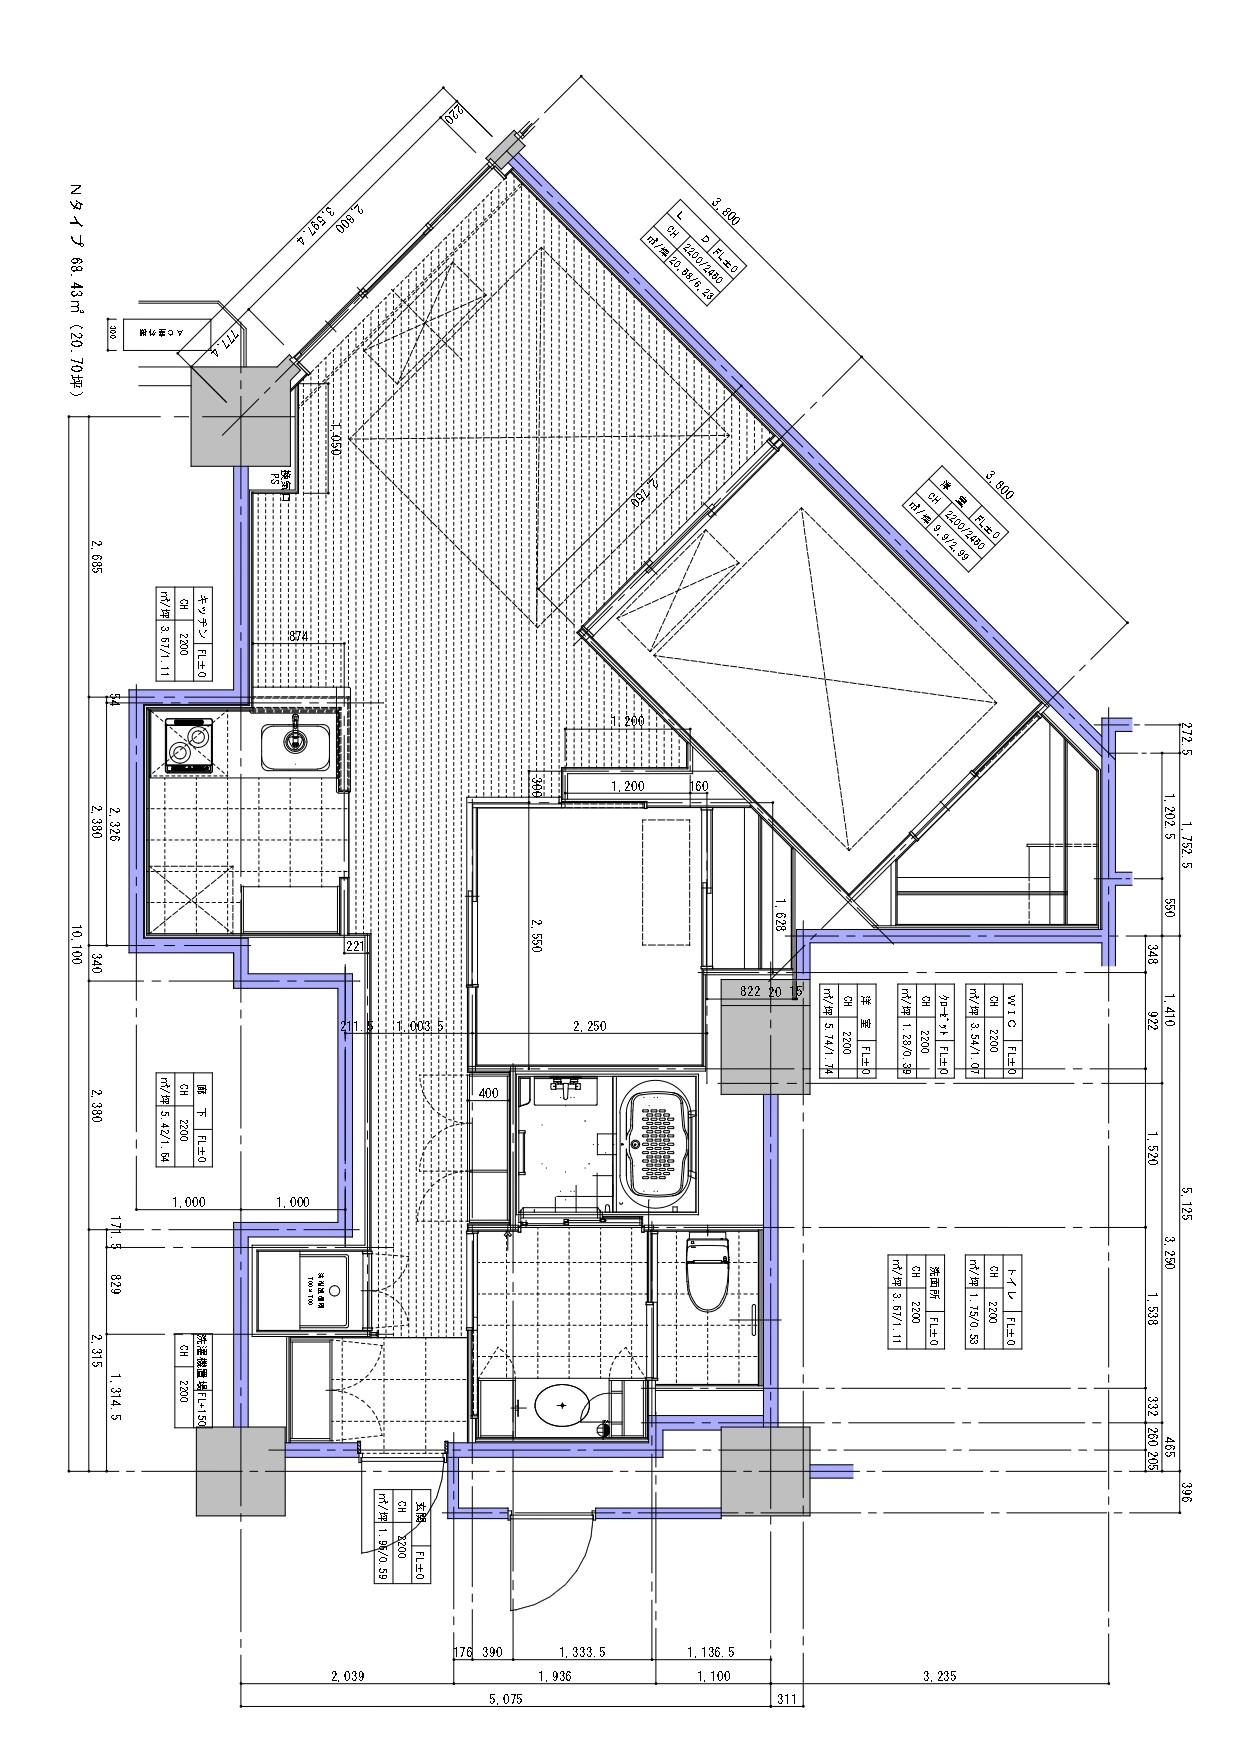 Nタイプ 68.43㎡ (20.70坪)
220
2,800
3,597.4
777.4
3,800
3,800
L D FL±0
CH 2200/2450
㎡/坪
洋 室 FL±0
CH 2200/2450
㎡/坪 9.9/2.99
300
AC室外機
1,050
換気口
PS
2,750
874
2,685
キッチン FL±0
CH 2200
㎡/坪 3.67/1.11
54
2,326
2,380
10,100
340
2,380
171.5
829
2,315
1,314.5
1,200
300
1,200
160
1,628
2,550
221
211.5
1,003.5
2,250
822
20
15
400
272.5
1,202.5
1,752.5
550
348
1,410
922
1,520
5,125
3,250
1,538
332
260
205
465
396
洋 室 FL±0
CH 2200
㎡/坪 5.74/1.74
クローゼット FL±0
CH 2200
㎡/坪 1.28/0.39
WIC FL±0
CH 2200
㎡/坪 3.54/1.07
廊 下 FL±0
CH 2200
㎡/坪 5.42/1.64
1,000
1,000
洗濯機置場 FL+150
CH 2200
洗濯機用
700×700
洗面所 FL±0
CH 2200
㎡/坪 3.67/1.11
トイレ FL±0
CH 2200
㎡/坪 1.75/0.53
玄関 FL±0
CH 2200
㎡/坪 1.96/0.59
176
390
1,333.5
1,136.5
2,039
1,936
1,100
3,235
5,075
311